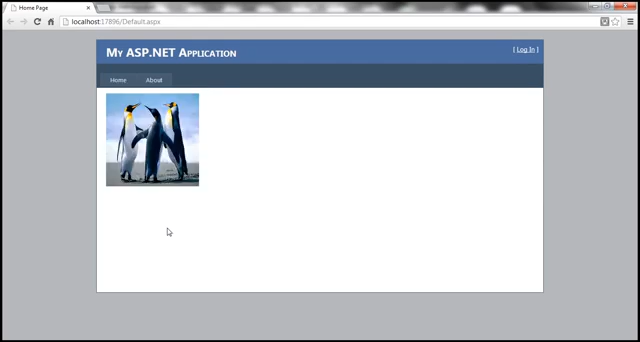 Home Page
localhost:17896/Default.aspx
My ASP.NET Application
[ Log In ]
Home
About